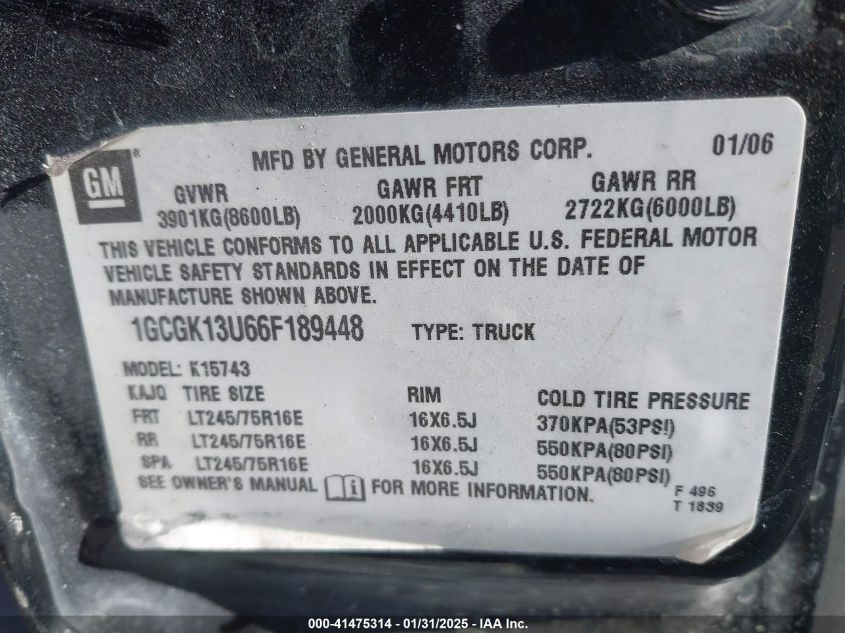 GM ®
MFD BY GENERAL MOTORS CORP. 01/06
GVWR GAWR FRT GAWR RR
3901KG(8600LB) 2000KG(4410LB) 2722KG(6000LB)
THIS VEHICLE CONFORMS TO ALL APPLICABLE U.S. FEDERAL MOTOR
VEHICLE SAFETY STANDARDS IN EFFECT ON THE DATE OF
MANUFACTURE SHOWN ABOVE.
1GCGK13U66F189448 TYPE: TRUCK
MODEL: K15743
KAJQ TIRE SIZE RIM COLD TIRE PRESSURE
FRT LT245/75R16E 16X6.5J 370KPA(53PSI)
RR LT245/75R16E 16X6.5J 550KPA(80PSI)
SPA LT245/75R16E 16X6.5J 550KPA(80PSI)
SEE OWNER'S MANUAL FOR MORE INFORMATION.
F 496
T 1839
000-41475314 - 01/31/2025 - IAA Inc.